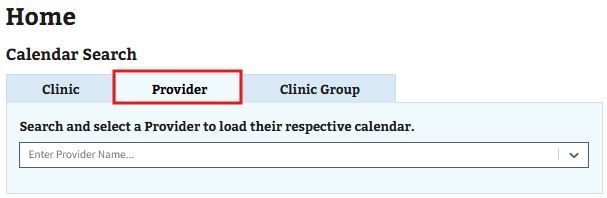 Home
Calendar Search
Clinic Provider Clinic Group
Search and select a Provider to load their respective calendar.
Enter Provider Name...